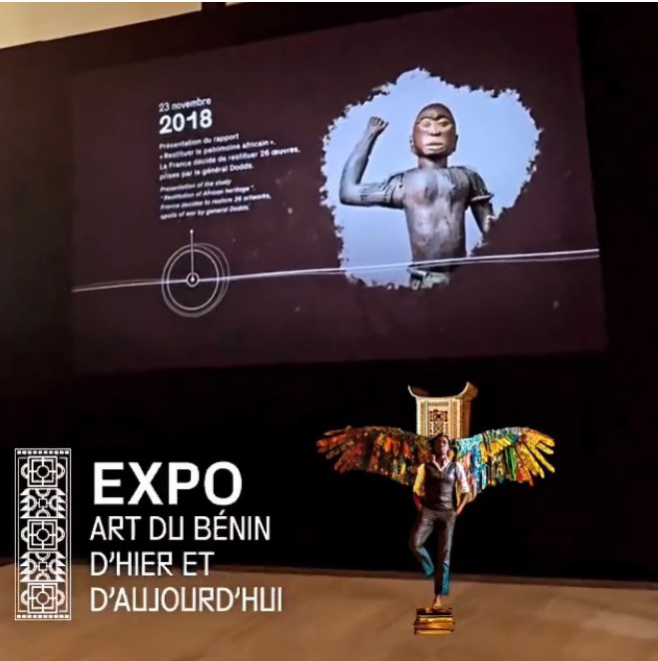 23 novembre
2018
Présentation du rapport
« Restituer le patrimoine africain ».
La France décide de restituer 26 œuvres,
prises par le général Dodds.
Presentation of the study
"Restitution of African heritage".
France decides to restore 26 artworks,
spoils of war by general Dodds.
EXPO
ART DU BÉNIN
D'HIER ET
D'AUJOURD'HUI